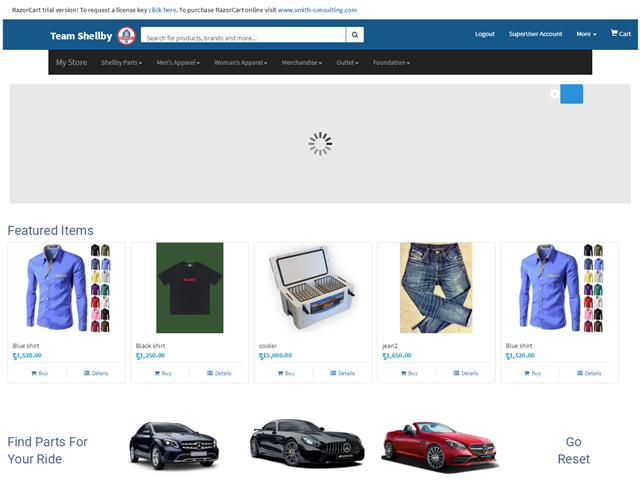 RazorCart trial version! To request a license key click here. To purchase RazorCart online visit www.smith-consulting.com
Team Shellby
Search for products, brands and more...
Logout SuperUser Account More Cart
My Store Shellby Parts Men's Apparel Woman's Apparel Merchandise Outlet Foundation
Featured Items
Blue shirt Black shirt cooler jean2 Blue shirt
1,520.00 1,250.00 15,000.00 1,650.00 1,520.00
Buy Details Buy Details Buy Details Buy Details Buy Details
Find Parts For
Your Ride
Go
Reset